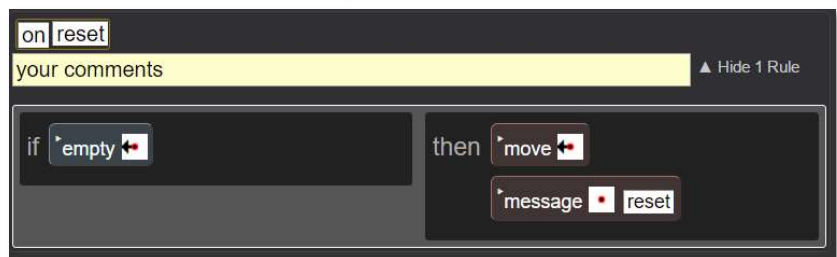 on reset
your comments ▲ Hide 1 Rule
if empty then move
message reset